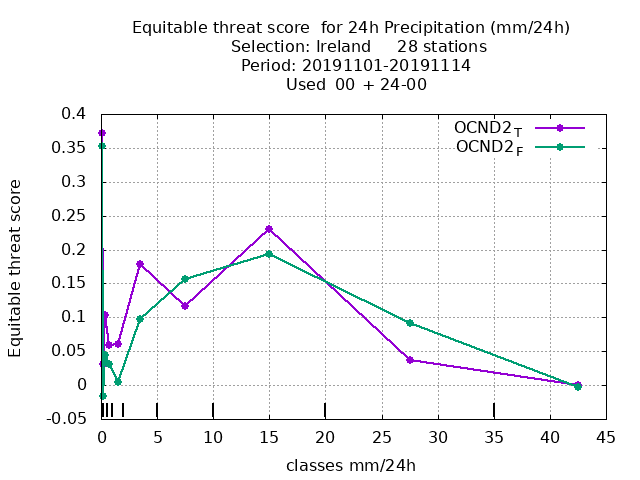 Equitable threat score for 24h Precipitation (mm/24h)
Selection: Ireland 28 stations
Period: 20191101-20191114
Used 00 + 24-00
OCND2T
OCND2F
Equitable threat score
0.4
0.35
0.3
0.25
0.2
0.15
0.1
0.05
0
-0.05
0 5 10 15 20 25 30 35 40 45
classes mm/24h